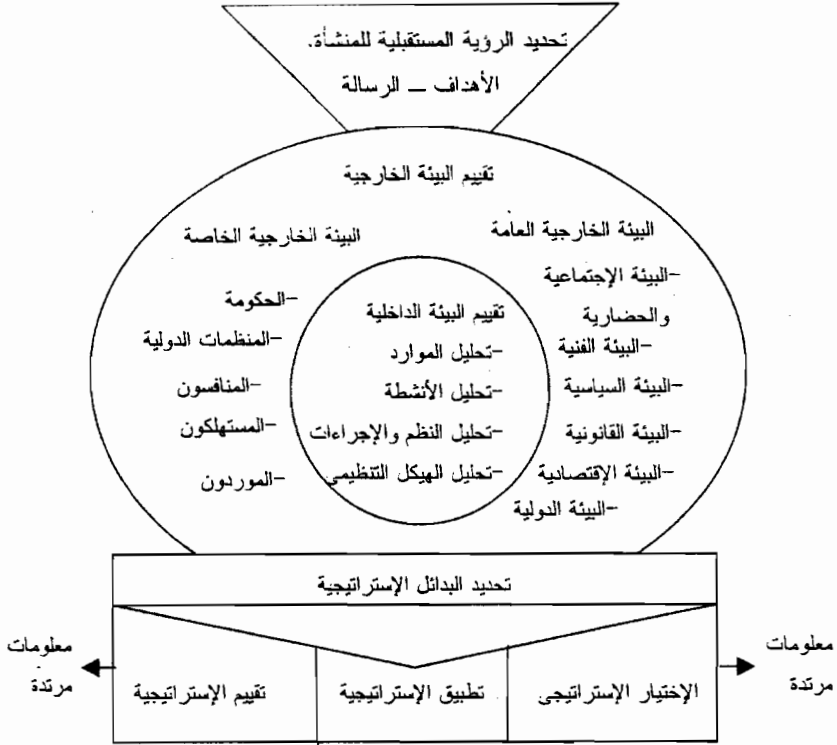 تحديد الرؤية المستقبلية للمنشأة.
الأهداف – الرسالة
تقييم البيئة الخارجية
البيئة الخارجية العامة
-البيئة الإجتماعية
والحضارية
-البيئة الفنية
-البيئة السياسية
-البيئة القانونية
-البيئة الإقتصادية
-البيئة الدولية
تقييم البيئة الداخلية
-تحليل الموارد
-تحليل الأنشطة
-تحليل النظم والإجراءات
-تحليل الهيكل التنظيمى
البيئة الخارجية الخاصة
-الحكومة
-المنظمات الدولية
-المنافسون
-المستهلكون
-الموردون
تحديد البدائل الإستراتيجية
معلومات
مرتدة
الإختيار الإستراتيجى
تطبيق الإستراتيجية
تقييم الإستراتيجية
معلومات
مرتدة